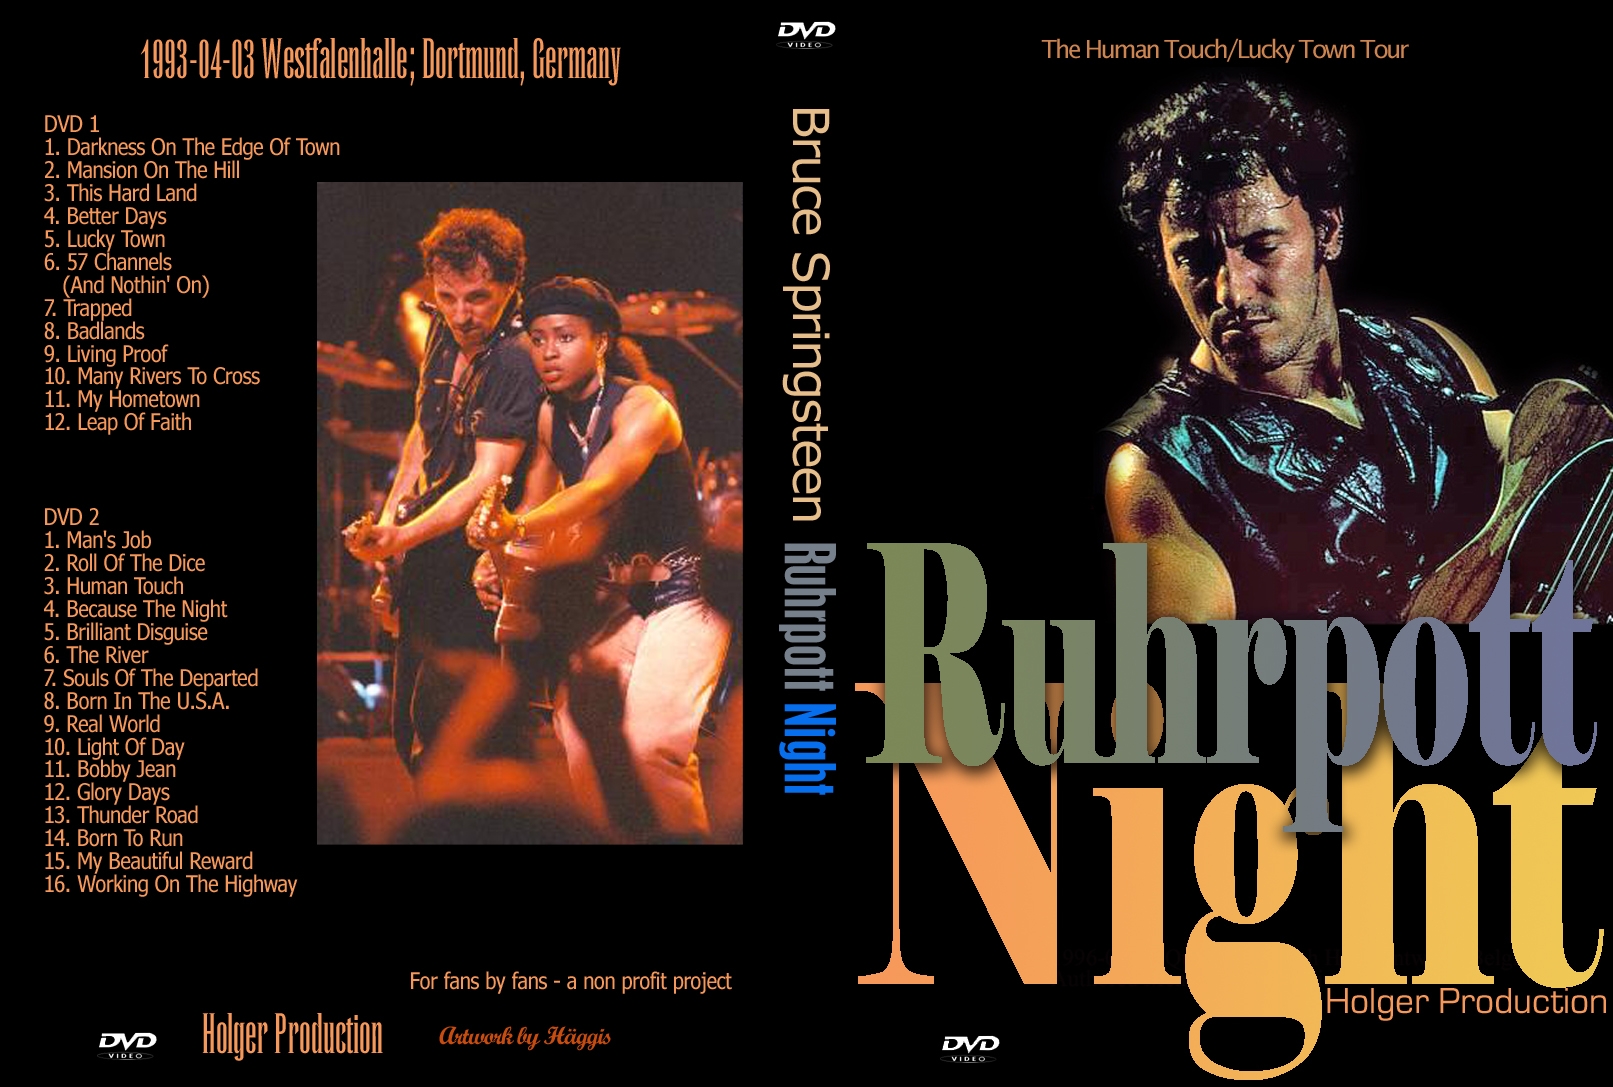 1993-04-03 Westfalenhalle; Dortmund, Germany
DVD 1
1. Darkness On The Edge Of Town
2. Mansion On The Hill
3. This Hard Land
4. Better Days
5. Lucky Town
6. 57 Channels
(And Nothin' On)
7. Trapped
8. Badlands
9. Living Proof
10. Many Rivers To Cross
11. My Hometown
12. Leap Of Faith
DVD 2
1. Man's Job
2. Roll Of The Dice
3. Human Touch
4. Because The Night
5. Brilliant Disguise
6. The River
7. Souls Of The Departed
8. Born In The U.S.A.
9. Real World
10. Light Of Day
11. Bobby Jean
12. Glory Days
13. Thunder Road
14. Born To Run
15. My Beautiful Reward
16. Working On The Highway
For fans by fans - a non profit project
DVD
VIDEO
Holger Production
Artwork by Häggis
DVD
VIDEO
Bruce Springsteen Ruhrpott Night
The Human Touch/Lucky Town Tour
Ruhrpott
Night
Holger Production
DVD
VIDEO